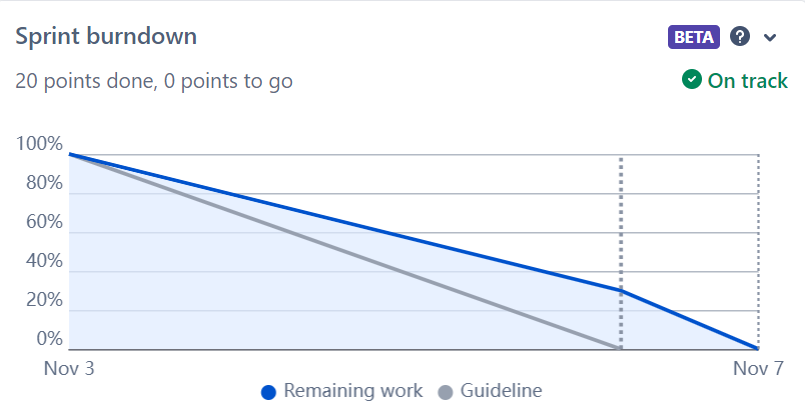 Sprint burndown
BETA ?
20 points done, 0 points to go
On track
100%
80%
60%
40%
20%
0%
Nov 3
Nov 7
Remaining work
Guideline